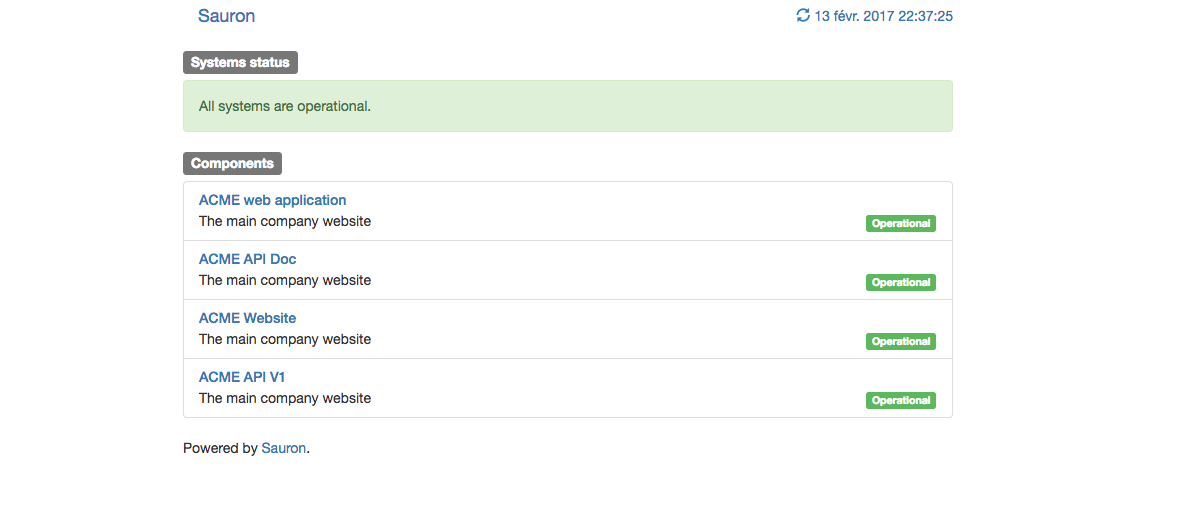 Sauron
13 févr. 2017 22:37:25
Systems status
All systems are operational.
Components
ACME web application
The main company website
Operational
ACME API Doc
The main company website
Operational
ACME Website
The main company website
Operational
ACME API V1
The main company website
Operational
Powered by Sauron.